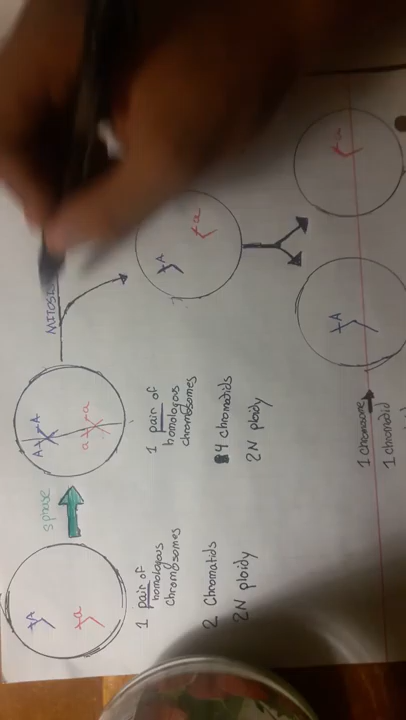 A
a
S phase
A A
a a
MITOSIS
A
a
A
a
1 pair of
homologous
chromosomes
2 Chromatids
2N ploidy
1 pair of
homologous
chromosomes
4 chromatids
2N ploidy
1 chromosome
1 chromatid